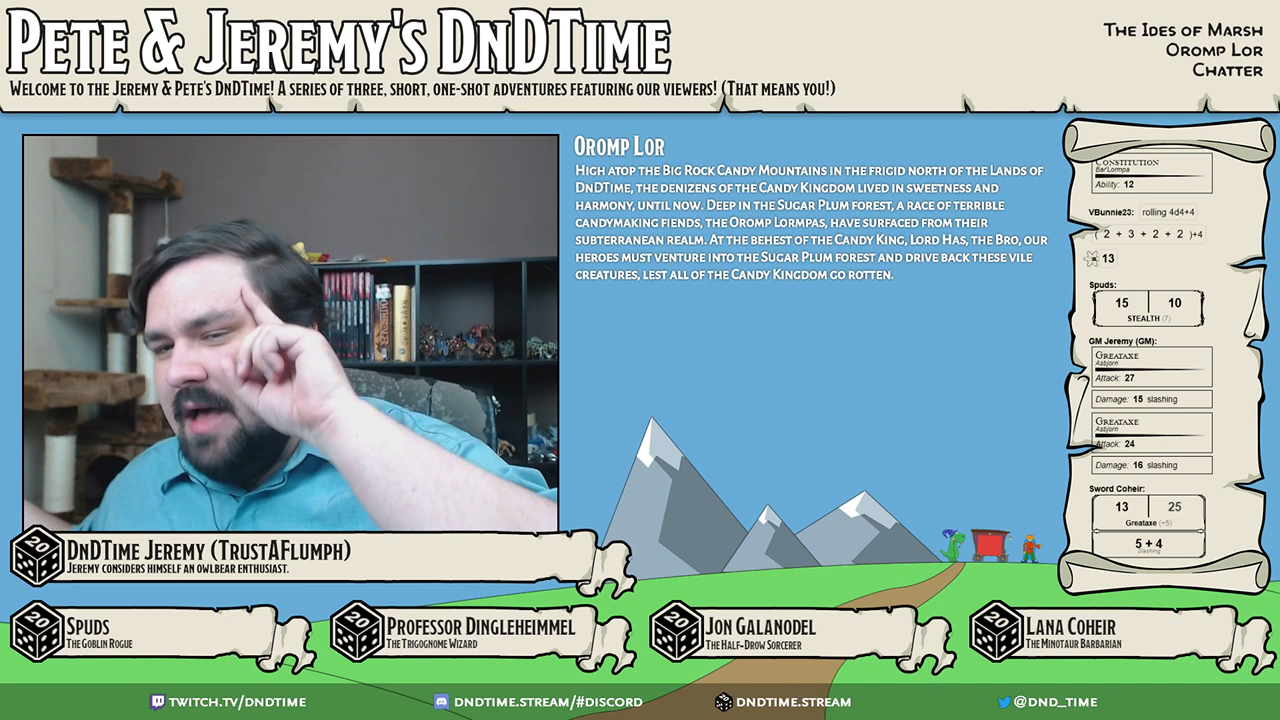 Pete & Jeremy's DnDTime
Welcome to the Jeremy & Pete's DnDTime! A series of three, short, one-shot adventures featuring our viewers! (That means you!)
The Ides of Marsh
Oromp Lor
Chatter
Oromp Lor
High atop the Big Rock Candy Mountains in the frigid north of the Lands of
DnDTime, the denizens of the Candy Kingdom lived in sweetness and
harmony, until now. Deep in the Sugar Plum Forest, a race of terrible
candymaking fiends, the Oromp Lormpas, have surfaced from their
subterranean realm. At the behest of the Candy King, Lord Has, the Bro, our
heroes must venture into the Sugar Plum Forest and drive back these vile
creatures, lest all of the Candy Kingdom go rotten.
Constitution
Bar'Lompa
Ability: 12
VBunnie23: rolling 4d4+4
( 2 + 3 + 2 + 2 )+4
13
Spuds:
15 10
STEALTH (7)
GM Jeremy (GM):
Greataxe
Asbjorn
Attack: 27
Damage: 15 slashing
Greataxe
Asbjorn
Attack: 24
Damage: 16 slashing
Sword Coheir:
13 25
Greataxe (+5)
5 + 4
Slashing
DnDTime Jeremy (TrustAFlumph)
Jeremy considers himself an owlbear enthusiast.
20
20
Spuds
The Goblin Rogue
20
Professor Dingleheimmel
The Trigognome Wizard
20
Jon Galanodel
The Half-Drow Sorcerer
20
Lana Coheir
The Minotaur Barbarian
twitch.tv/dndtime
dndtime.stream/#discord
dndtime.stream
@dnd_time